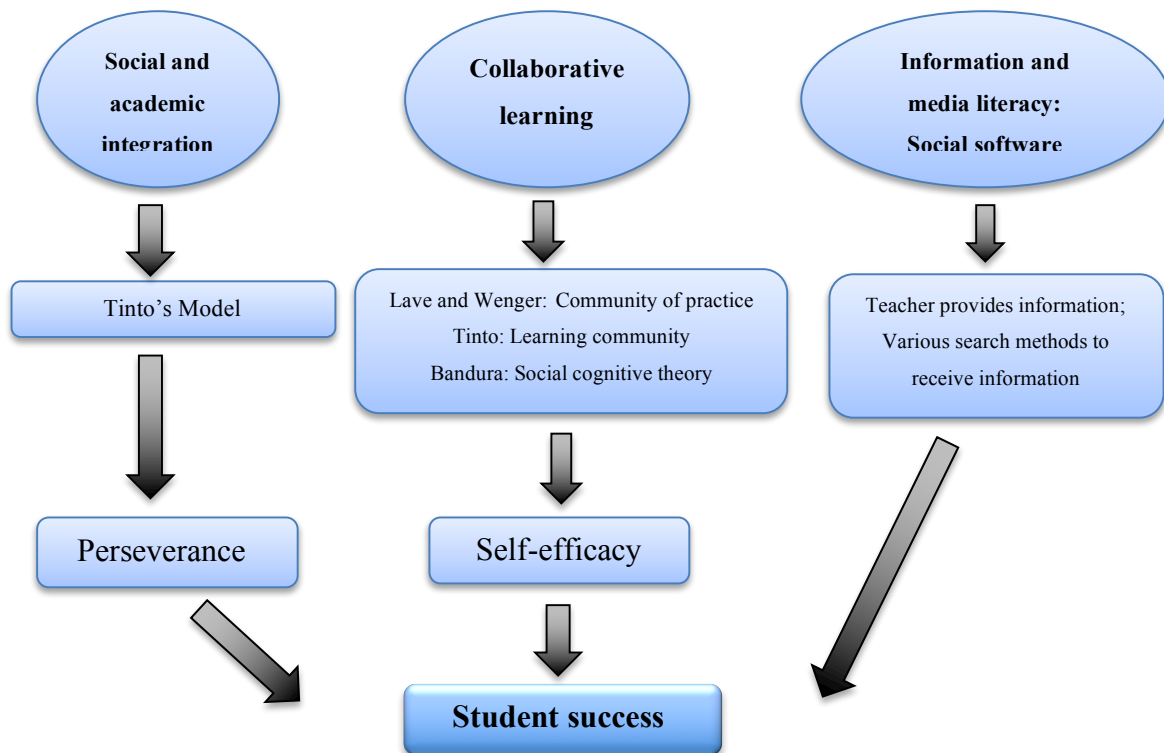 Social and
academic
integration
Collaborative
learning
Information and
media literacy:
Social software
Tinto’s Model
Lave and Wenger: Community of practice
Tinto: Learning community
Bandura: Social cognitive theory
Teacher provides information;
Various search methods to
receive information
Perseverance
Self-efficacy
Student success